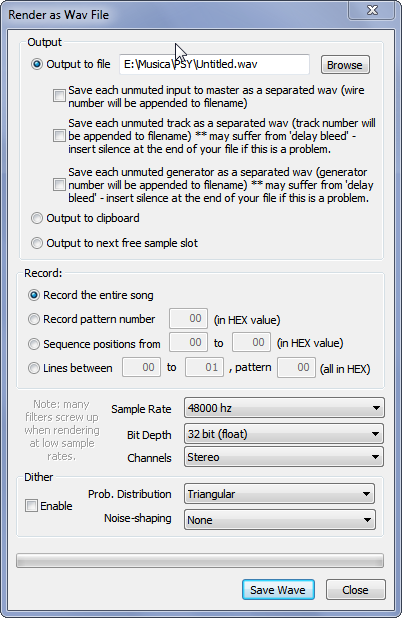 Render as Wav File
Output
Output to file E:\Musica\PSY\Untitled.wav Browse
Save each unmuted input to master as a separated wav (wire
number will be appended to filename)
Save each unmuted track as a separated wav (track number will
be appended to filename) ** may suffer from 'delay bleed' -
insert silence at the end of your file if this is a problem.
Save each unmuted generator as a separated wav (generator
number will be appended to filename) ** may suffer from 'delay
bleed' - insert silence at the end of your file if this is a problem.
Output to clipboard
Output to next free sample slot
Record:
Record the entire song
Record pattern number 00 (in HEX value)
Sequence positions from 00 to 00 (in HEX value)
Lines between 00 to 01 , pattern 00 (all in HEX)
Note: many
filters screw up
when rendering
at low sample
rates.
Sample Rate 48000 hz
Bit Depth 32 bit (float)
Channels Stereo
Dither
Enable
Prob. Distribution Triangular
Noise-shaping None
Save Wave Close